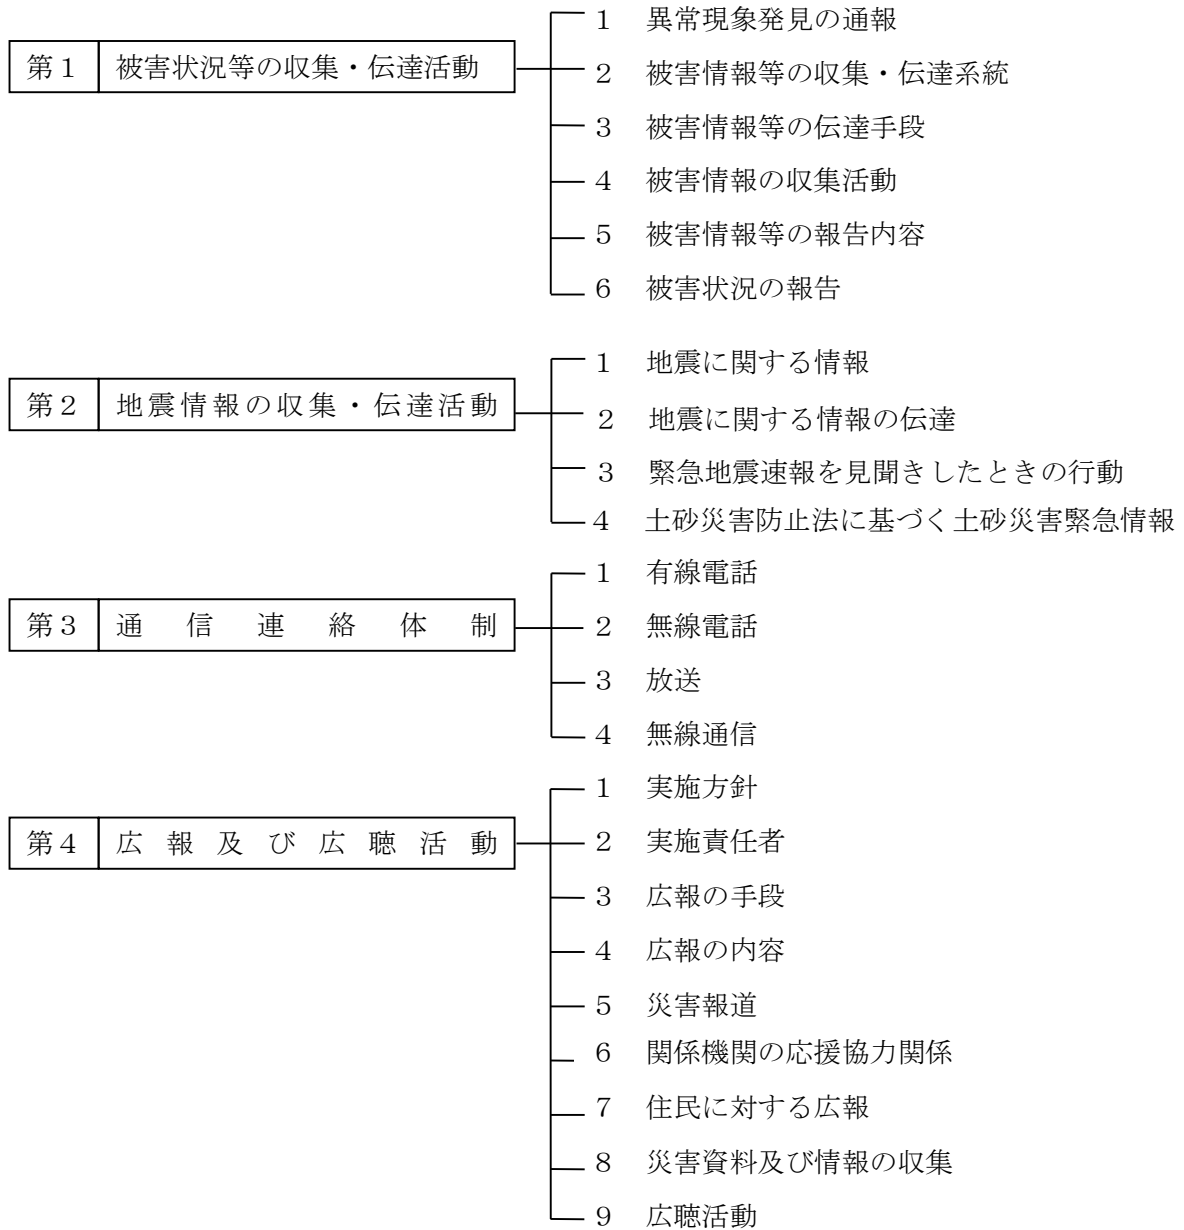 第１　被害状況等の収集・伝達活動
１　異常現象発見の通報
２　被害情報等の収集・伝達系統
３　被害情報等の伝達手段
４　被害情報の収集活動
５　被害情報等の報告内容
６　被害状況の報告
第２　地震情報の収集・伝達活動
１　地震に関する情報
２　地震に関する情報の伝達
３　緊急地震速報を見聞きしたときの行動
４　土砂災害防止法に基づく土砂災害緊急情報
第３　通信連絡体制
１　有線電話
２　無線電話
３　放送
４　無線通信
第４　広報及び広聴活動
１　実施方針
２　実施責任者
３　広報の手段
４　広報の内容
５　災害報道
６　関係機関の応援協力関係
７　住民に対する広報
８　災害資料及び情報の収集
９　広聴活動